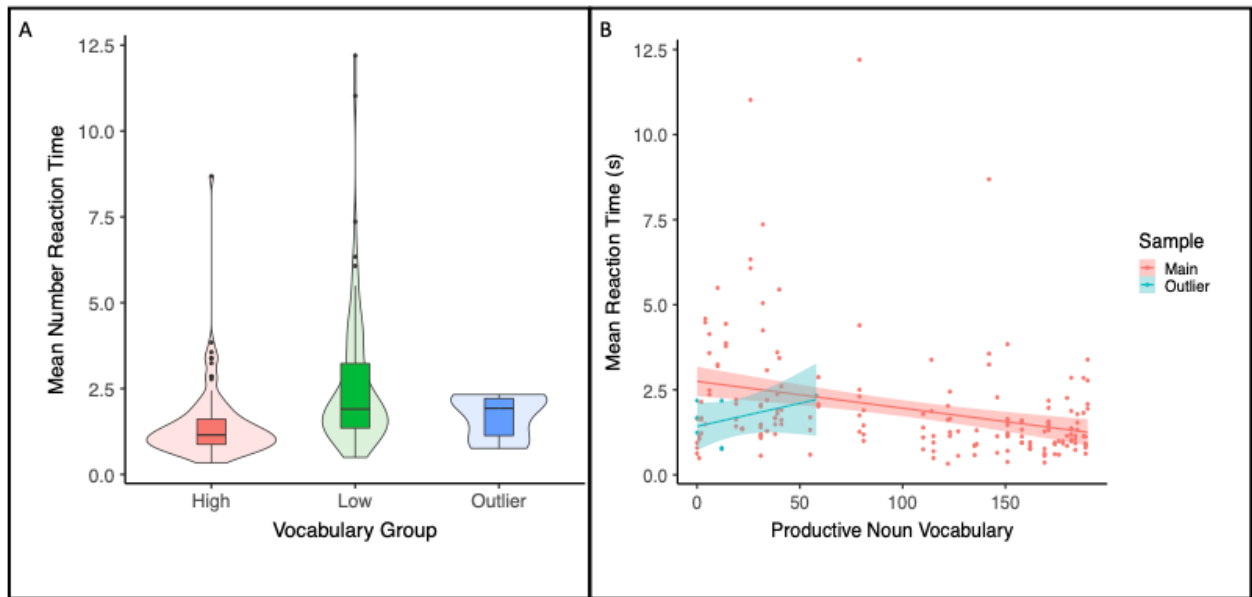 A
12.5
10.0
7.5
5.0
2.5
0.0
Mean Number Reaction Time
High Low Outlier
Vocabulary Group
B
12.5
10.0
7.5
5.0
2.5
0.0
Mean Reaction Time (s)
0 50 100 150
Productive Noun Vocabulary
Sample
Main
Outlier